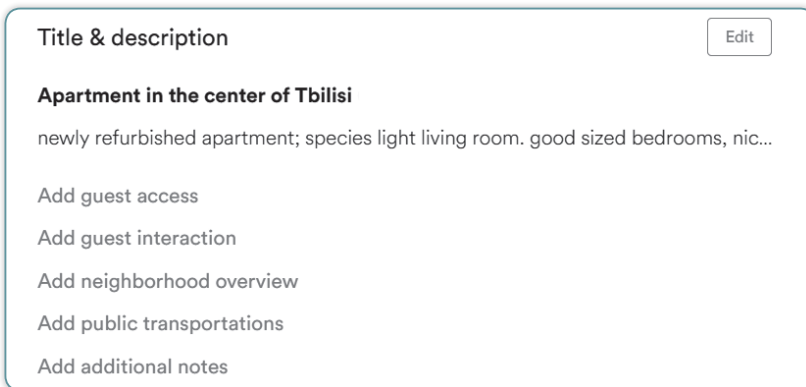 Title & description
Edit
Apartment in the center of Tbilisi
newly refurbished apartment; species light living room. good sized bedrooms, nic...
Add guest access
Add guest interaction
Add neighborhood overview
Add public transportations
Add additional notes